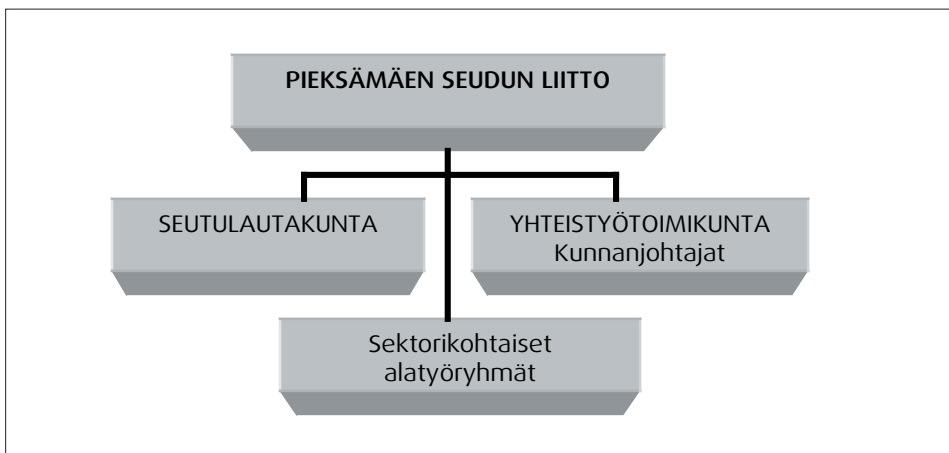 PIEKSÄMÄEN SEUDUN LIITTO
SEUTULAUTAKUNTA
YHTEISTYÖTOIMIKUNTA
Kunnanjohtajat
Sektorikohtaiset
alatyöryhmät